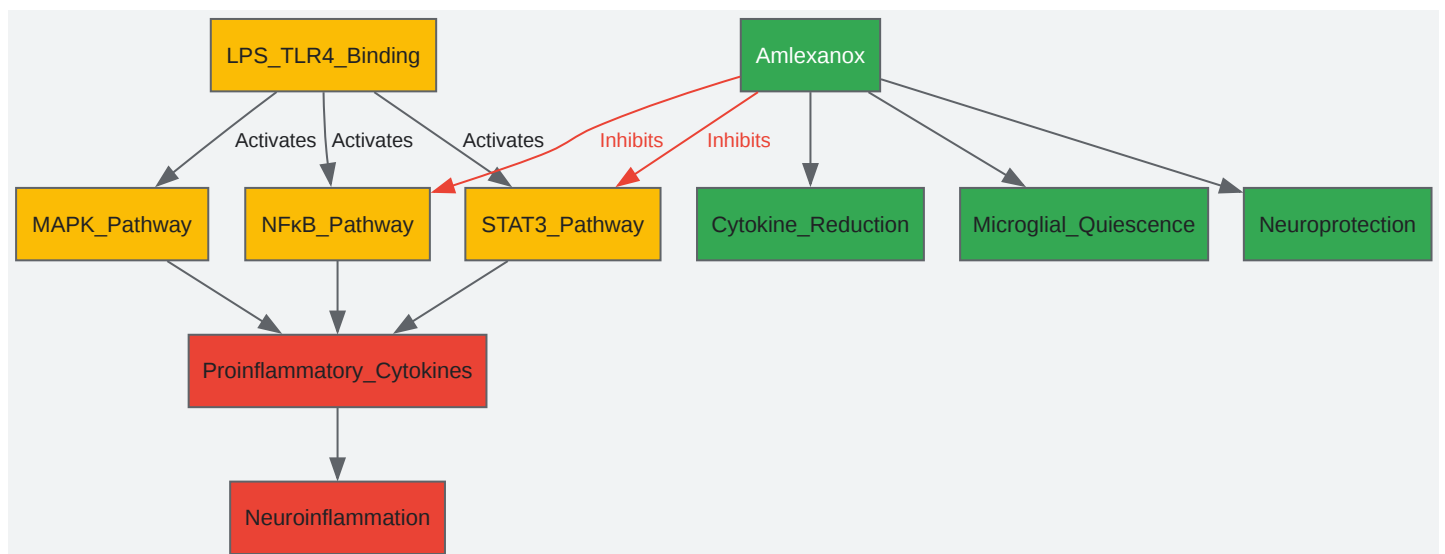 LPS_TLR4_Binding
Amlexanox
Activates
Activates
Activates
Inhibits
Inhibits
MAPK_Pathway
NFκB_Pathway
STAT3_Pathway
Cytokine_Reduction
Microglial_Quiescence
Neuroprotection
Proinflammatory_Cytokines
Neuroinflammation